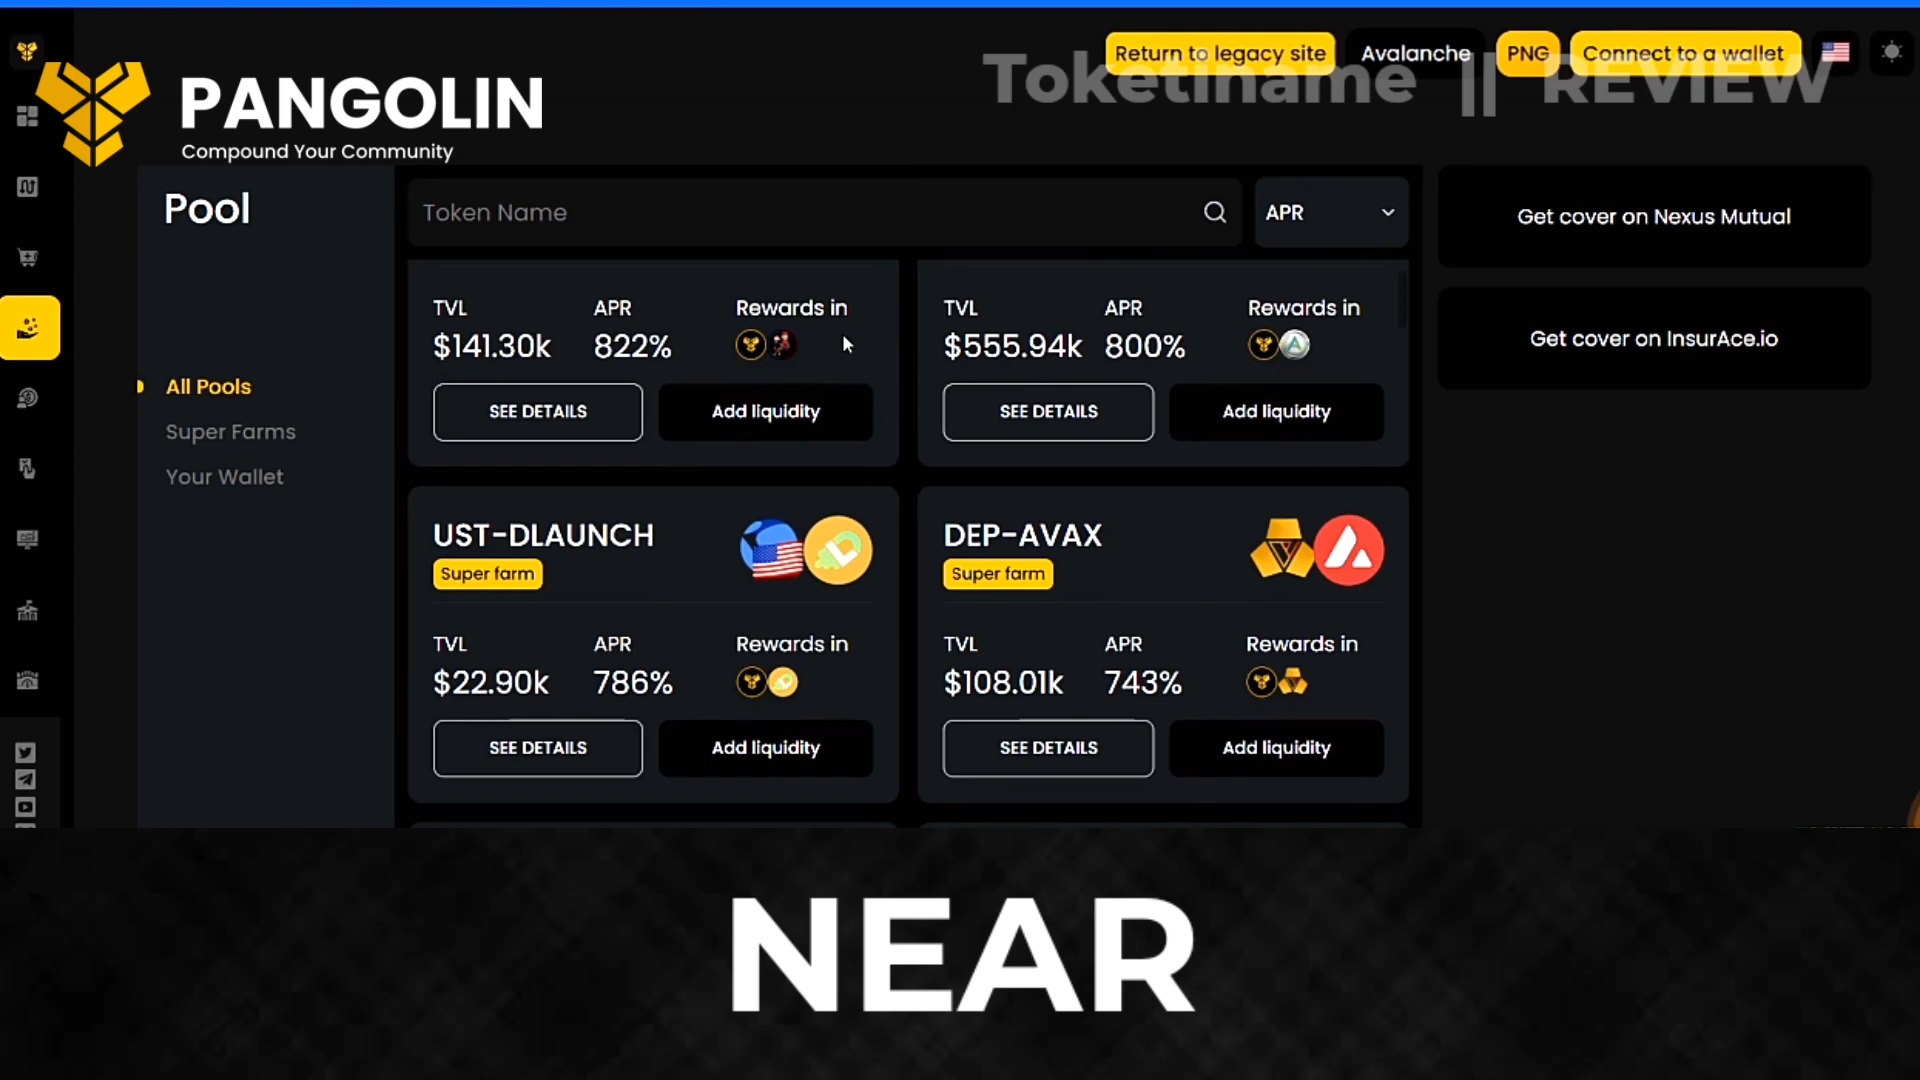 Return to legacy site
Avalanche
PNG
Connect to a wallet
Toketiname || REVIEW
PANGOLIN
Compound Your Community
Pool
Token Name
APR
Get cover on Nexus Mutual
Get cover on InsurAce.io
All Pools
Super Farms
Your Wallet
TVL APR Rewards in
$141.30k 822%
SEE DETAILS Add liquidity
TVL APR Rewards in
$555.94k 800%
SEE DETAILS Add liquidity
UST-DLAUNCH
Super farm
TVL APR Rewards in
$22.90k 786%
SEE DETAILS Add liquidity
DEP-AVAX
Super farm
TVL APR Rewards in
$108.01k 743%
SEE DETAILS Add liquidity
NEAR